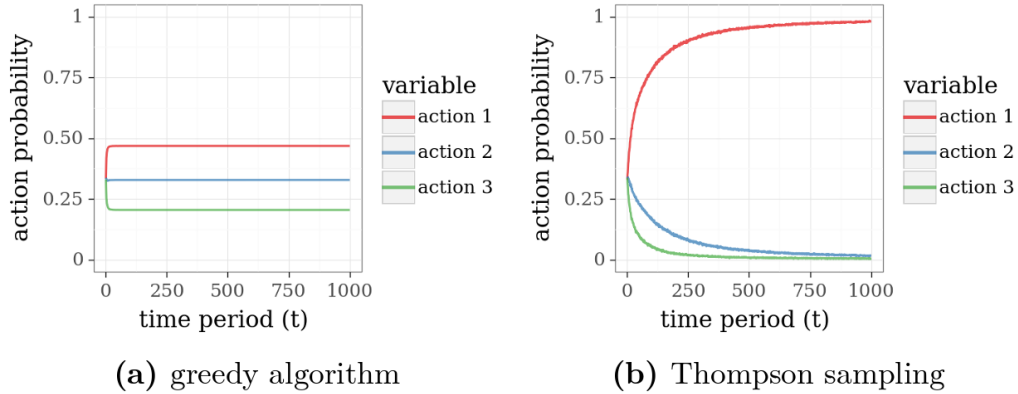 1
0.75
0.50
0.25
0
action probability
0 250 500 750 1000
time period (t)
variable
action 1
action 2
action 3
(a) greedy algorithm
1
0.75
0.50
0.25
0
action probability
0 250 500 750 1000
time period (t)
variable
action 1
action 2
action 3
(b) Thompson sampling